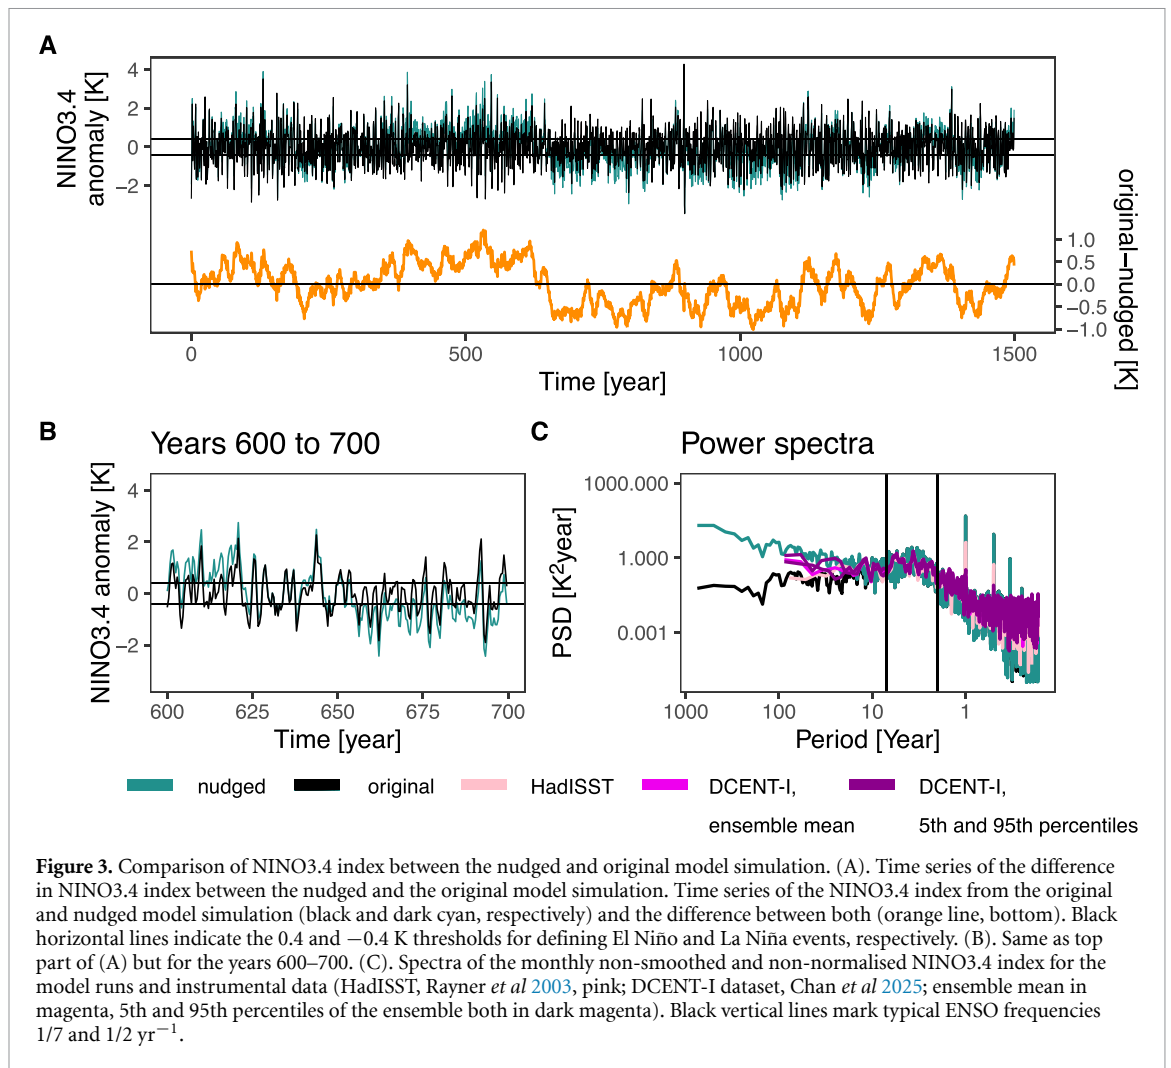 A
NINO3.4
anomaly [K]
4
2
0
−2
original−nudged [K]
1.0
0.5
0.0
−0.5
−1.0
0
500
1000
1500
Time [year]
B
Years 600 to 700
NINO3.4 anomaly [K]
4
2
0
−2
600
625
650
675
700
Time [year]
C
Power spectra
PSD [K²year]
1000.000
1.000
0.001
1000
100
10
1
Period [Year]
nudged
original
HadISST
DCENT-I,
ensemble mean
DCENT-I,
5th and 95th percentiles
Figure 3. Comparison of NINO3.4 index between the nudged and original model simulation. (A). Time series of the difference
in NINO3.4 index between the nudged and the original model simulation. Time series of the NINO3.4 index from the original
and nudged model simulation (black and dark cyan, respectively) and the difference between both (orange line, bottom). Black
horizontal lines indicate the 0.4 and −0.4 K thresholds for defining El Niño and La Niña events, respectively. (B). Same as top
part of (A) but for the years 600–700. (C). Spectra of the monthly non-smoothed and non-normalised NINO3.4 index for the
model runs and instrumental data (HadISST, Rayner et al 2003, pink; DCENT-I dataset, Chan et al 2025; ensemble mean in
magenta, 5th and 95th percentiles of the ensemble both in dark magenta). Black vertical lines mark typical ENSO frequencies
1/7 and 1/2 yr⁻¹.